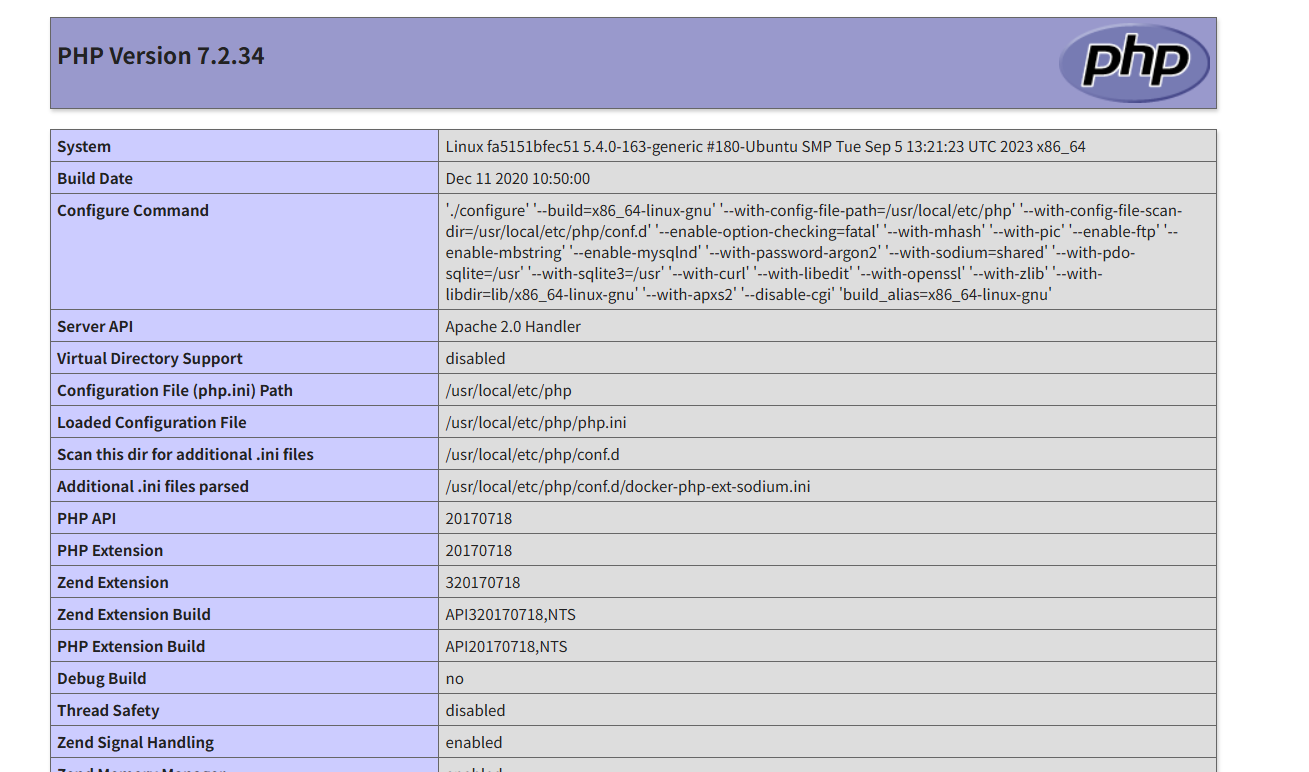 PHP Version 7.2.34
php
System Linux fa5151bfec51 5.4.0-163-generic #180-Ubuntu SMP Tue Sep 5 13:21:23 UTC 2023 x86_64
Build Date Dec 11 2020 10:50:00
Configure Command './configure' '--build=x86_64-linux-gnu' '--with-config-file-path=/usr/local/etc/php' '--with-config-file-scan-
dir=/usr/local/etc/php/conf.d' '--enable-option-checking=fatal' '--with-mhash' '--with-pic' '--enable-ftp' '--
enable-mbstring' '--enable-mysqlnd' '--with-password-argon2' '--with-sodium=shared' '--with-pdo-
sqlite=/usr' '--with-sqlite3=/usr' '--with-curl' '--with-libedit' '--with-openssl' '--with-zlib' '--with-
libdir=lib/x86_64-linux-gnu' '--with-apxs2' '--disable-cgi' 'build_alias=x86_64-linux-gnu'
Server API Apache 2.0 Handler
Virtual Directory Support disabled
Configuration File (php.ini) Path /usr/local/etc/php
Loaded Configuration File /usr/local/etc/php/php.ini
Scan this dir for additional .ini files /usr/local/etc/php/conf.d
Additional .ini files parsed /usr/local/etc/php/conf.d/docker-php-ext-sodium.ini
PHP API 20170718
PHP Extension 20170718
Zend Extension 320170718
Zend Extension Build API320170718,NTS
PHP Extension Build API20170718,NTS
Debug Build no
Thread Safety disabled
Zend Signal Handling enabled